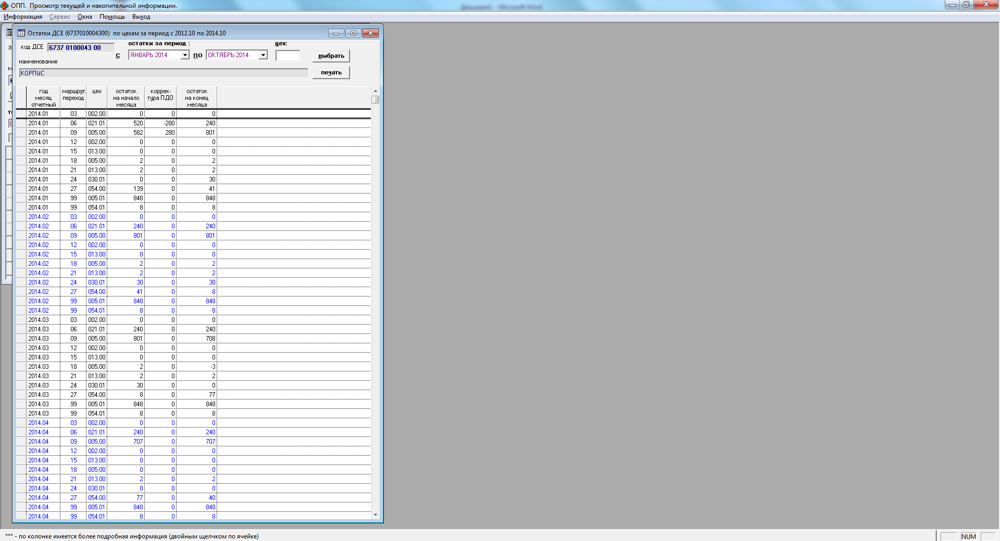 ОПП.  Просмотр текущей и накопительной информации.
Информация Сервис Окна Помощь Выход
Остатки ДСЕ (6737010004300)  по цехам за период с 2012.10 по 2014.10
код ДСЕ 6737 0100043 00 остатки за период : цех:
с ЯНВАРЬ 2014 по ОКТЯБРЬ 2014 выбрать
наименование
КОРПУС печать
год месяц отчетный маршрут. переход цех остаток на начало месяца коррек- тура ПДО остаток на конец месяца
2014.01 03 002.00 0 0 0
2014.01 06 021.01 520 -280 240
2014.01 09 005.00 582 280 801
2014.01 12 002.00 0 0 0
2014.01 15 013.00 0 0 0
2014.01 18 005.00 2 0 2
2014.01 21 013.00 2 0 2
2014.01 24 030.01 0 0 30
2014.01 27 054.00 139 0 41
2014.01 99 005.01 848 0 848
2014.01 99 054.01 8 0 8
2014.02 03 002.00 0 0 0
2014.02 06 021.01 240 0 240
2014.02 09 005.00 801 0 801
2014.02 12 002.00 0 0 0
2014.02 15 013.00 0 0 0
2014.02 18 005.00 2 0 2
2014.02 21 013.00 2 0 2
2014.02 24 030.01 30 0 30
2014.02 27 054.00 41 0 8
2014.02 99 005.01 848 0 848
2014.02 99 054.01 8 0 8
2014.03 03 002.00 0 0 0
2014.03 06 021.01 240 0 240
2014.03 09 005.00 801 0 708
2014.03 12 002.00 0 0 0
2014.03 15 013.00 0 0 0
2014.03 18 005.00 2 0 -3
2014.03 21 013.00 2 0 2
2014.03 24 030.01 30 0 0
2014.03 27 054.00 8 0 77
2014.03 99 005.01 848 0 848
2014.03 99 054.01 8 0 8
2014.04 03 002.00 0 0 0
2014.04 06 021.01 240 0 240
2014.04 09 005.00 707 0 707
2014.04 12 002.00 0 0 0
2014.04 15 013.00 0 0 0
2014.04 18 005.00 0 0 0
2014.04 21 013.00 2 0 2
2014.04 24 030.01 0 0 0
2014.04 27 054.00 77 0 40
2014.04 99 005.01 848 0 848
2014.04 99 054.01 8 0 8
*** - по колонке имеется более подробная информация (двойным щелчком по ячейке)
NUM